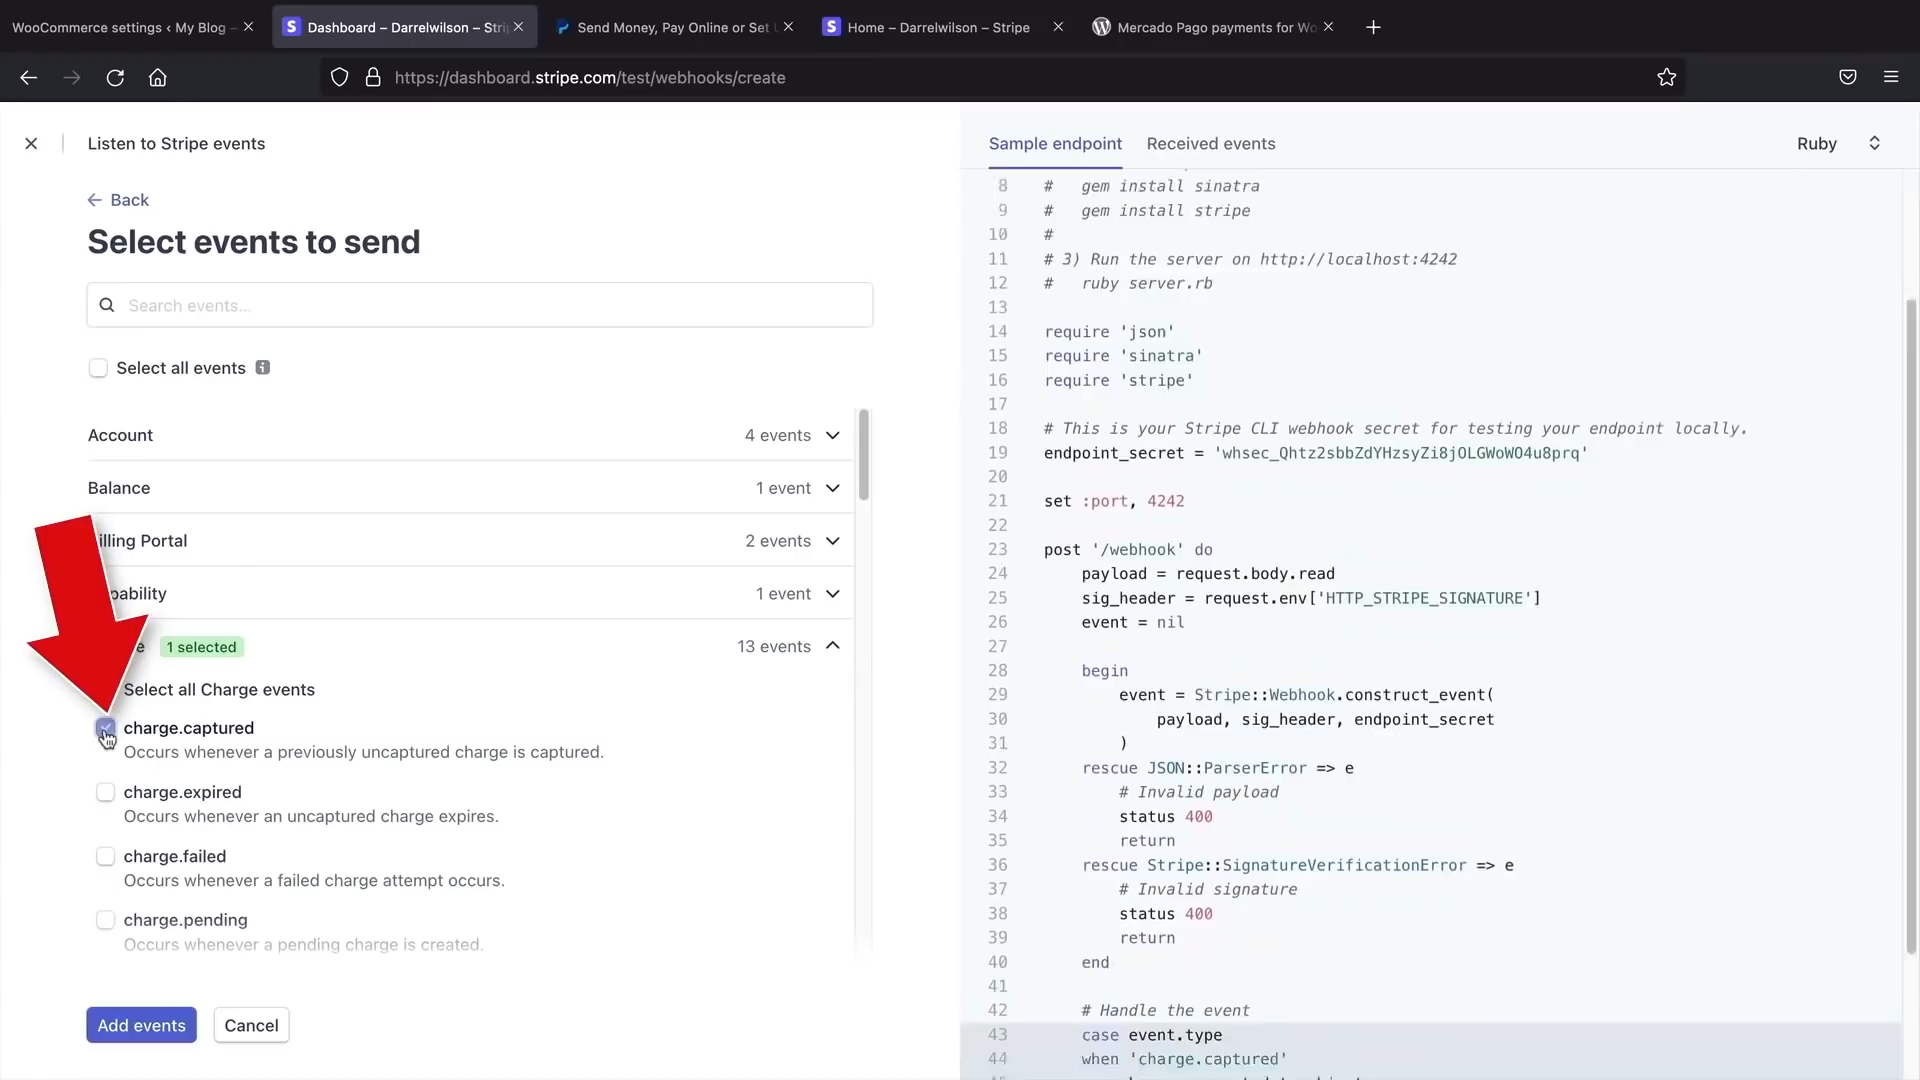 WooCommerce settings ‹ My Blog –
Dashboard – Darrelwilson – Stri
Send Money, Pay Online or Set
Home – Darrelwilson – Stripe
Mercado Pago payments for Wo
https://dashboard.stripe.com/test/webhooks/create
Listen to Stripe events
Back
Select events to send
Search events...
Select all events
Account
4 events
Balance
1 event
illing Portal
2 events
pability
1 event
e
1 selected
13 events
Select all Charge events
charge.captured
Occurs whenever a previously uncaptured charge is captured.
charge.expired
Occurs whenever an uncaptured charge expires.
charge.failed
Occurs whenever a failed charge attempt occurs.
charge.pending
Occurs whenever a pending charge is created.
Add events
Cancel
Sample endpoint
Received events
Ruby
8 # gem install sinatra
9 # gem install stripe
10 #
11 # 3) Run the server on http://localhost:4242
12 # ruby server.rb
13
14 require 'json'
15 require 'sinatra'
16 require 'stripe'
17
18 # This is your Stripe CLI webhook secret for testing your endpoint locally.
19 endpoint_secret = 'whsec_Qhtz2sbbZdYHzsyZi8jOLGWoWO4u8prq'
20
21 set :port, 4242
22
23 post '/webhook' do
24 payload = request.body.read
25 sig_header = request.env['HTTP_STRIPE_SIGNATURE']
26 event = nil
27
28 begin
29 event = Stripe::Webhook.construct_event(
30 payload, sig_header, endpoint_secret
31 )
32 rescue JSON::ParserError => e
33 # Invalid payload
34 status 400
35 return
36 rescue Stripe::SignatureVerificationError => e
37 # Invalid signature
38 status 400
39 return
40 end
41
42 # Handle the event
43 case event.type
44 when 'charge.captured'